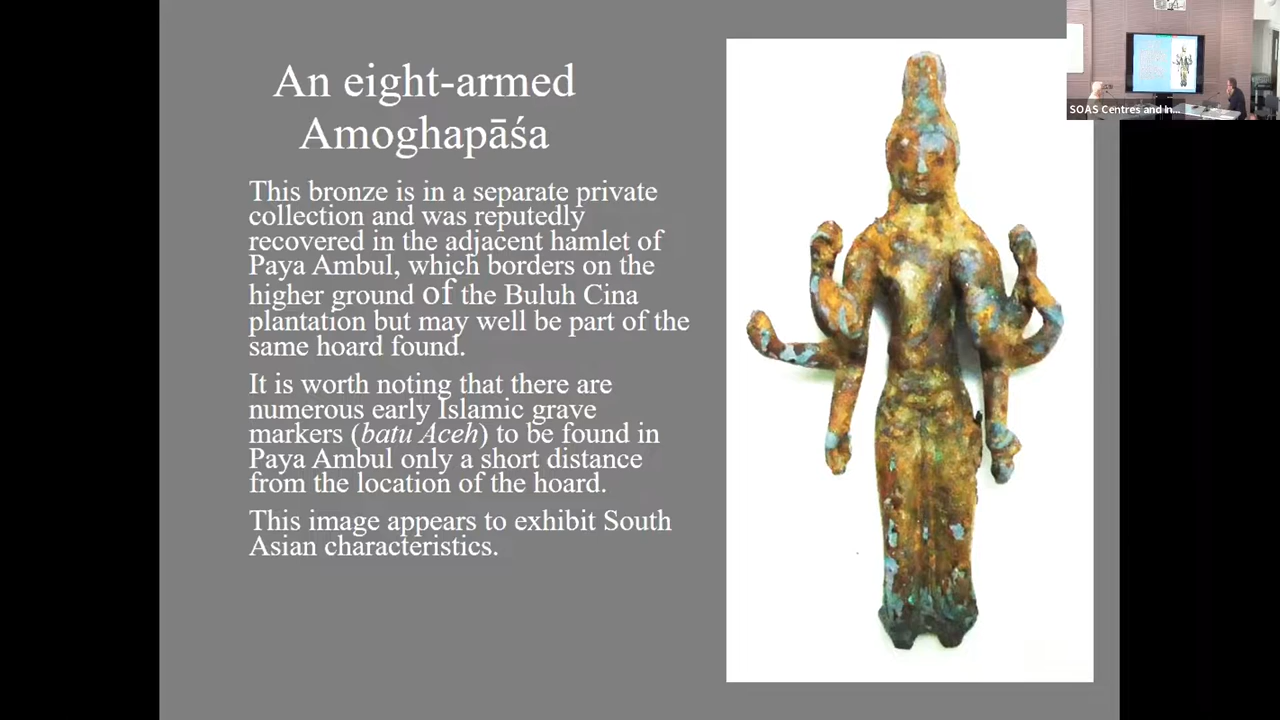 An eight-armed
Amoghapāśa
This bronze is in a separate private
collection and was reputedly
recovered in the adjacent hamlet of
Paya Ambul, which borders on the
higher ground of the Buluh Cina
plantation but may well be part of the
same hoard found.
It is worth noting that there are
numerous early Islamic grave
markers (batu Aceh) to be found in
Paya Ambul only a short distance
from the location of the hoard.
This image appears to exhibit South
Asian characteristics.
SOAS Centres and In...